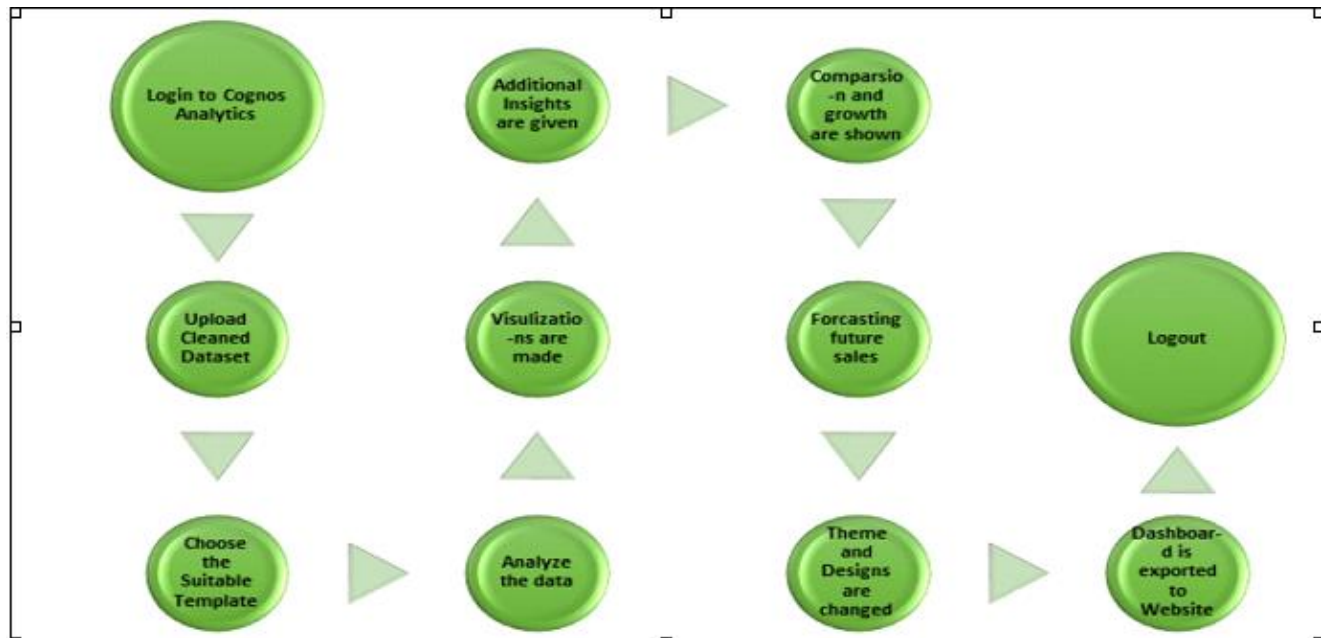 Login to Cognos
Analytics
Upload
Cleaned
Dataset
Choose
the
Suitable
Template
Analyze
the data
Visulizatio
-ns are
made
Additional
Insights
are given
Comparsio
-n and
growth
are shown
Forcasting
future
sales
Theme
and
Designs
are
changed
Dashboar-
d is
exported
to
Website
Logout